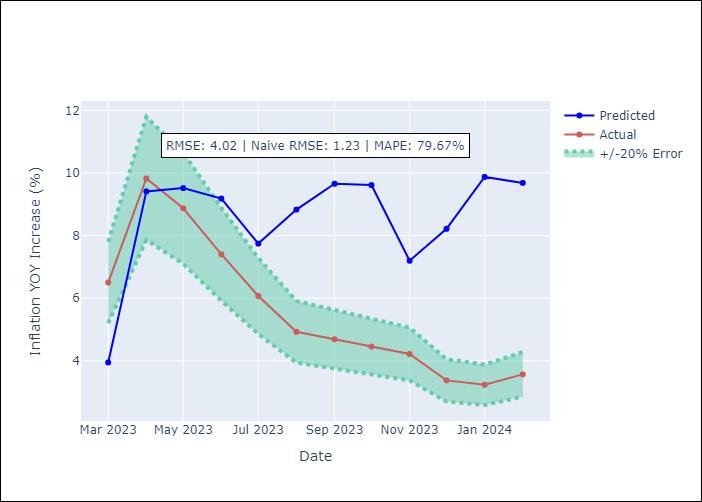 12
10
8
6
4
Inflation YOY Increase (%)
RMSE: 4.02 | Naive RMSE: 1.23 | MAPE: 79.67%
Predicted
Actual
+/-20% Error
Mar 2023 May 2023 Jul 2023 Sep 2023 Nov 2023 Jan 2024
Date